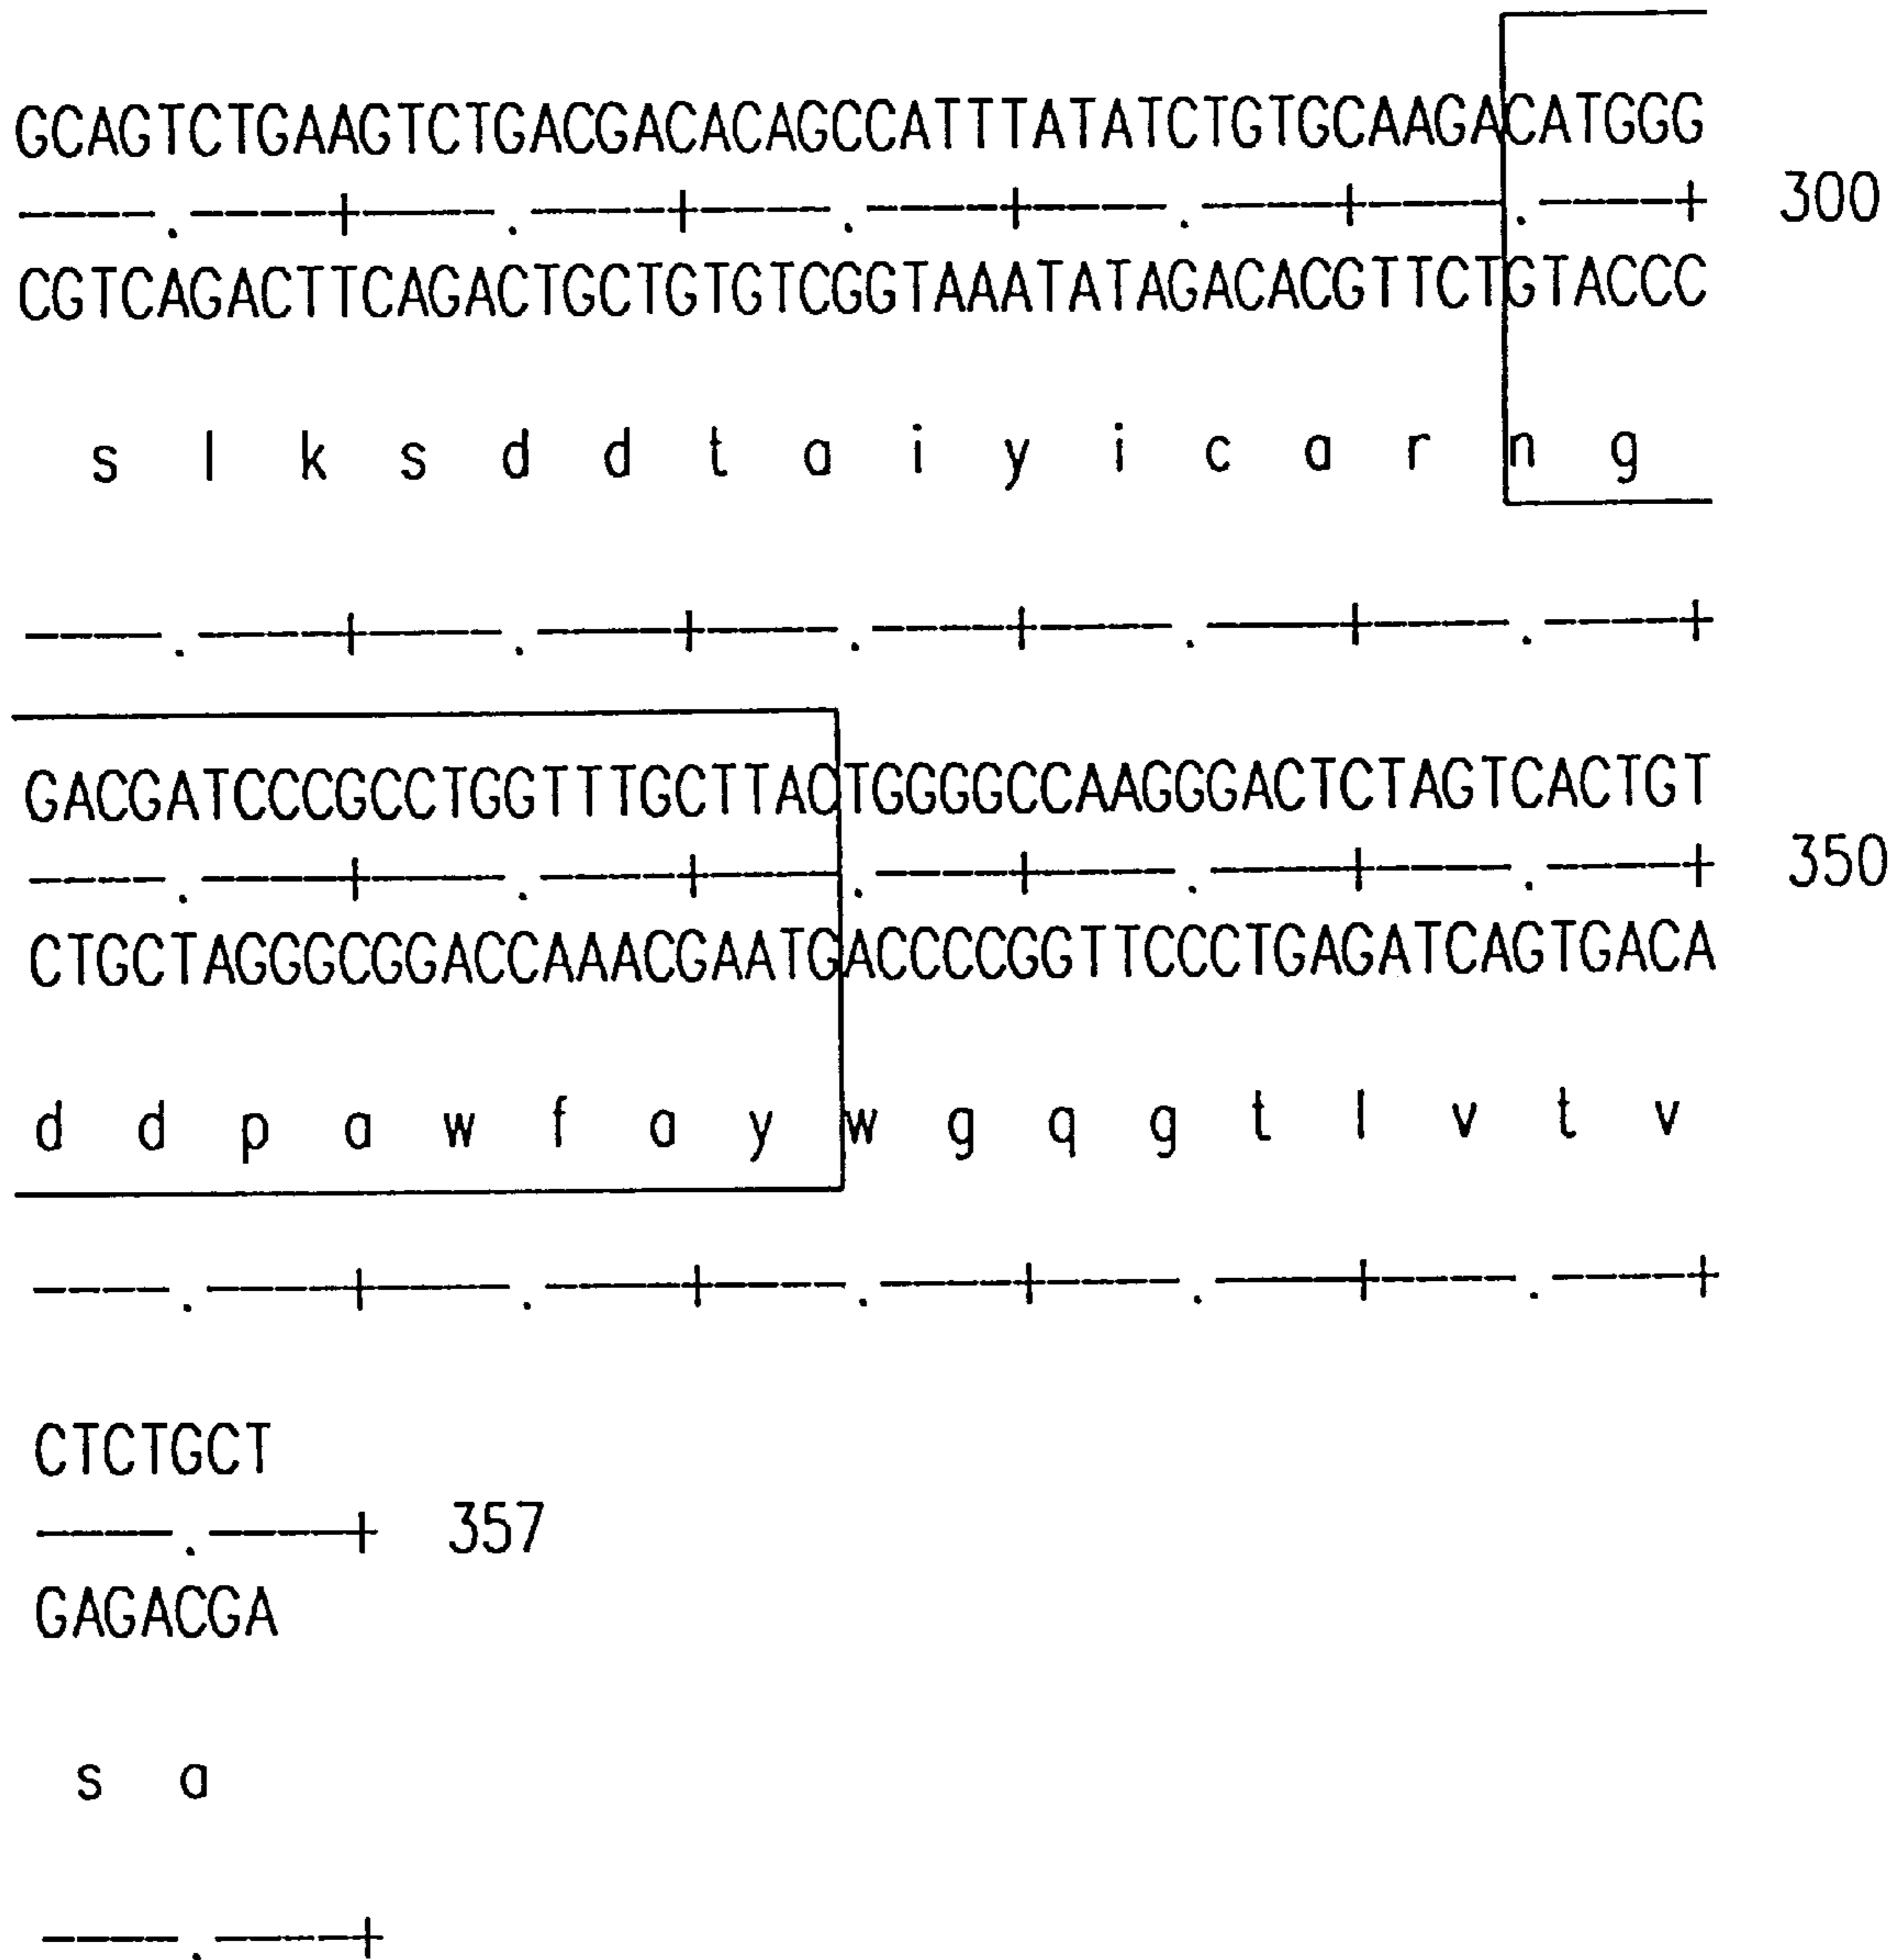 GCAGTCTGAAGTCTGACGACACAGCCATTTATATCTGTGCAAGACATGGG
300
CGTCAGACTTCAGACTGCTGTGTCGGTAAATATAGACACGTTCTGTACCC
s l k s d d t a i y i c a r n g
GACGATCCCGCCTGGTTTGCTTACTGGGGCCAAGGGACTCTAGTCACTGT
350
CTGCTAGGGCGGACCAAACGAATGACCCCGGTTCCCTGAGATCAGTGACA
d d p a w f a y w g q g t l v t v
CTCTGCT
357
GAGACGA
s a